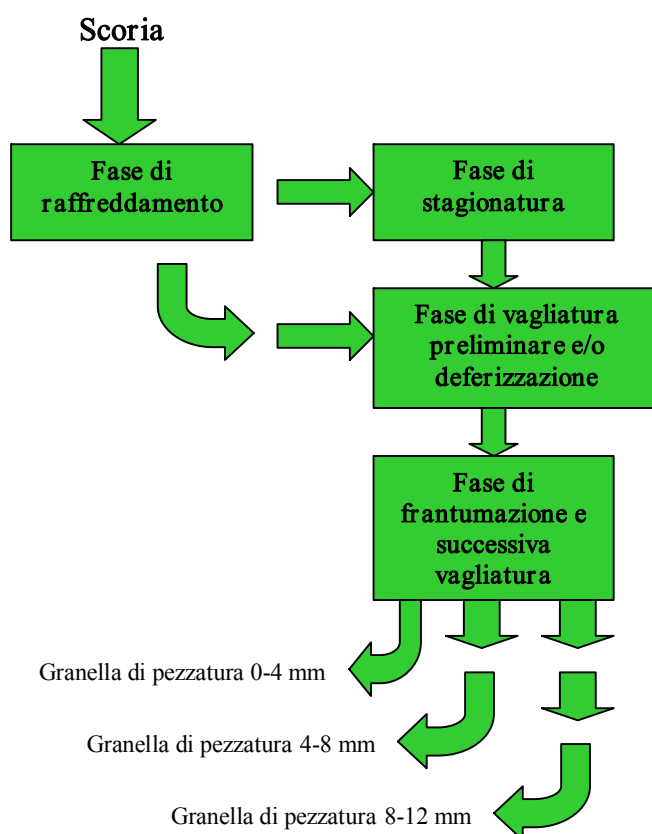 Scoria
Fase di
raffreddamento
Fase di
stagionatura
Fase di vagliatura
preliminare e/o
deferizzazione
Fase di
frantumazione e
successiva
vagliatura
Granella di pezzatura 0-4 mm
Granella di pezzatura 4-8 mm
Granella di pezzatura 8-12 mm